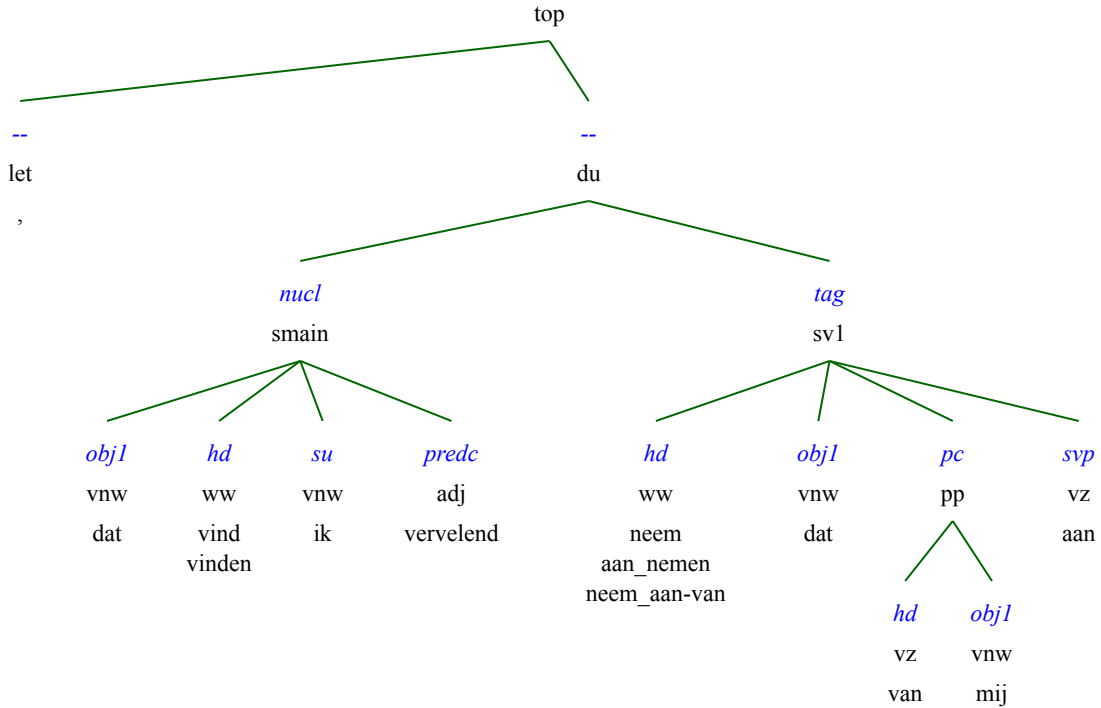 top
-- --
let du
,
nucl tag
smain sv1
obj1 hd su predc hd obj1 pc svp
vnw ww vnw adj ww vnw pp vz
dat vind ik vervelend neem dat aan
vinden aan_nemen
neem_aan-van
hd obj1
vz vnw
van mij